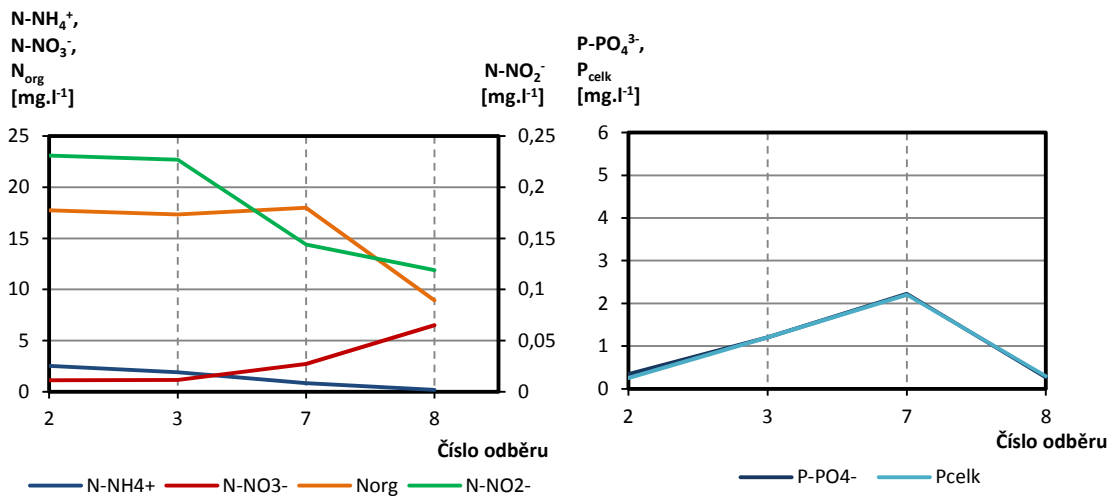 N-NH₄⁺,
N-NO₃⁻,
N_org
[mg.l⁻¹]
N-NO₂⁻
[mg.l⁻¹]
25
20
15
10
5
0
0,25
0,2
0,15
0,1
0,05
0
2 3 7 8
Číslo odběru
N-NH4+ N-NO3- Norg N-NO2-
P-PO₄³⁻,
P_celk
[mg.l⁻¹]
6
5
4
3
2
1
0
2 3 7 8
Číslo odběru
P-PO4- Pcelk